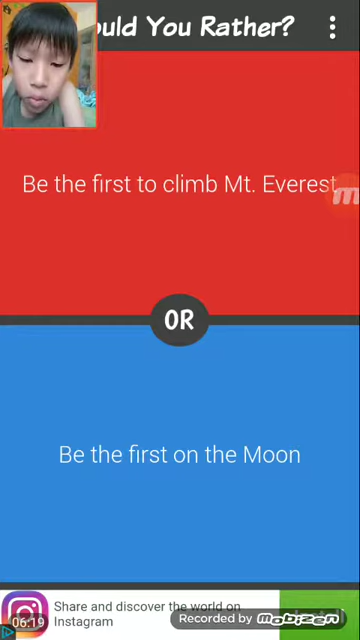 ould You Rather?
Be the first to climb Mt. Everest
OR
Be the first on the Moon
Share and discover the world on
Instagram
06:19
Recorded by Mobizen